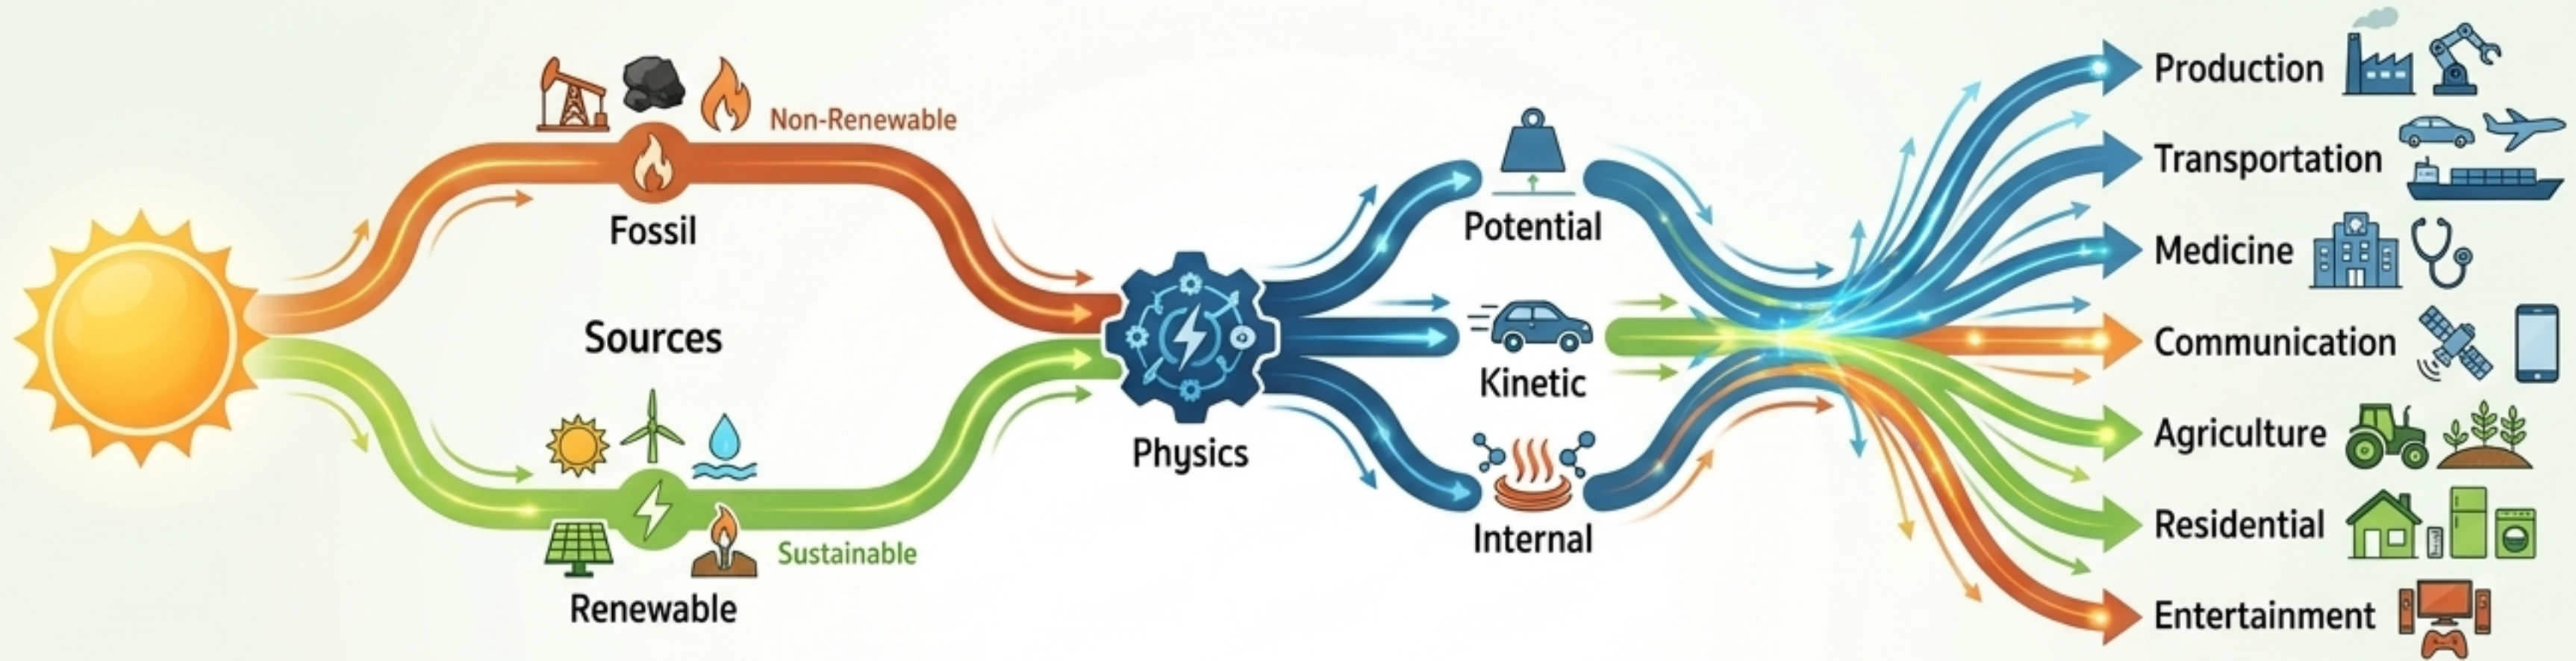 Non-Renewable
Fossil
Sources
Sustainable
Renewable
Physics
Potential
Kinetic
Internal
Production
Transportation
Medicine
Communication
Agriculture
Residential
Entertainment